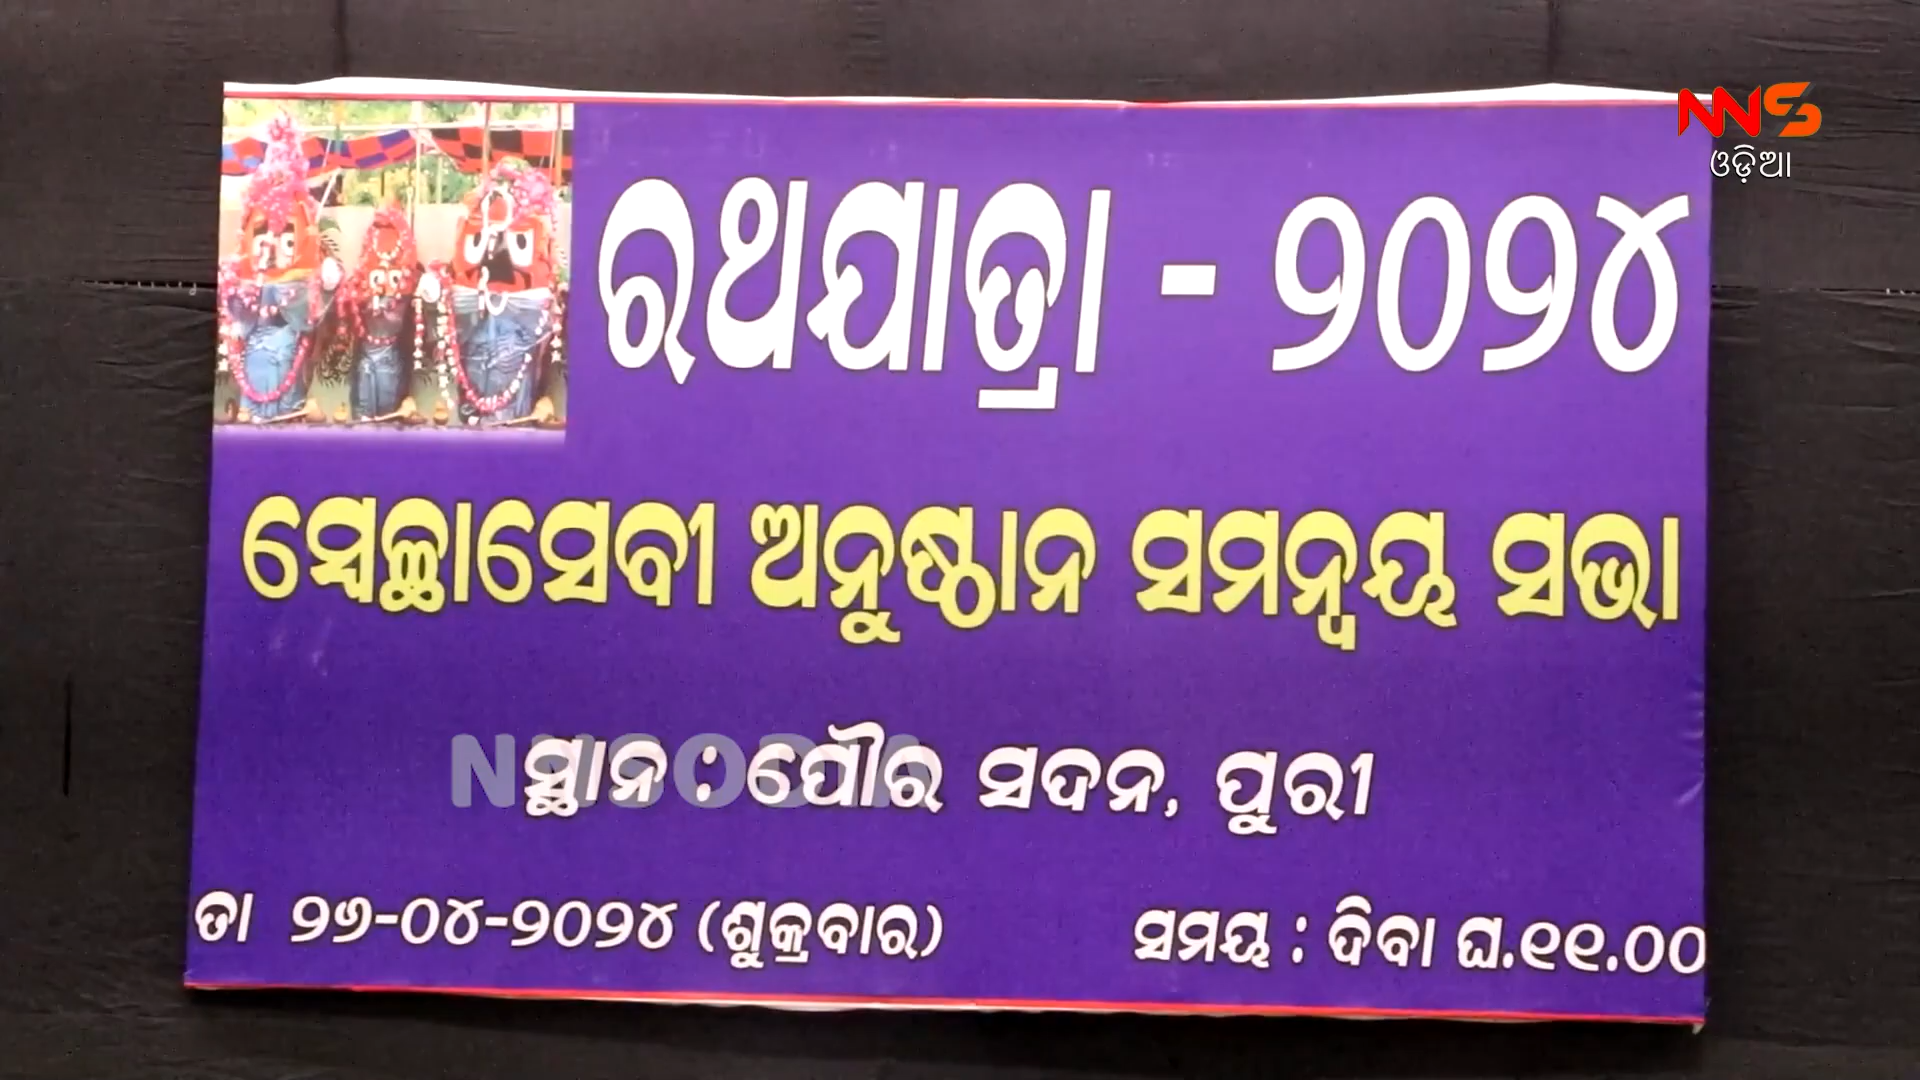 NNS
ଓଡ଼ିଆ
ରଥଯାତ୍ରା - ୨୦୨୪
ସ୍ୱେଚ୍ଛାସେବୀ ଅନୁଷ୍ଠାନ ସମନ୍ୱୟ ସଭା
ସ୍ଥାନ : ପୌର ସଦନ, ପୁରୀ
ତା ୨୬-୦୪-୨୦୨୪ (ଶୁକ୍ରବାର) ସମୟ : ଦିବା ଘ.୧୧.୦୦